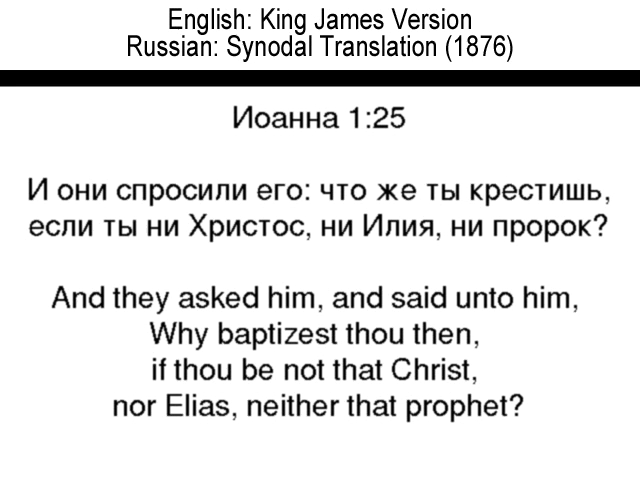 English: King James Version
Russian: Synodal Translation (1876)
Иоанна 1:25
И они спросили его: что же ты крестишь,
если ты ни Христос, ни Илия, ни пророк?
And they asked him, and said unto him,
Why baptizest thou then,
if thou be not that Christ,
nor Elias, neither that prophet?